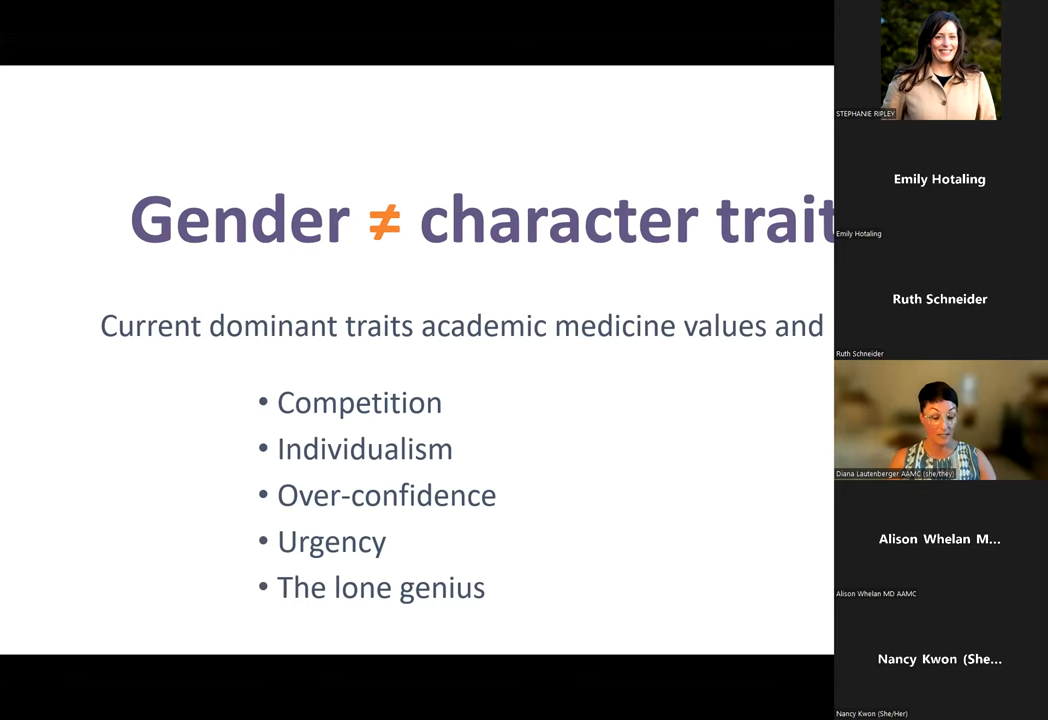 Gender ≠ character trait
Current dominant traits academic medicine values and
• Competition
• Individualism
• Over-confidence
• Urgency
• The lone genius
STEPHANIE RIPLEY
Emily Hotaling
Emily Hotaling
Ruth Schneider
Ruth Schneider
Diana Lautenberger AAMC (she/they)
Alison Whelan M...
Alison Whelan MD AAMC
Nancy Kwon (She...
Nancy Kwon (She/Her)